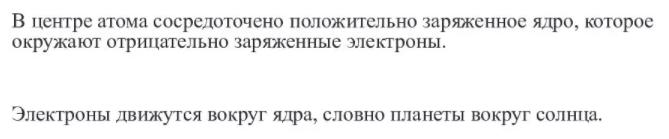 В центре атома сосредоточено положительно заряженное ядро, которое
окружают отрицательно заряженные электроны.
Электроны движутся вокруг ядра, словно планеты вокруг солнца.